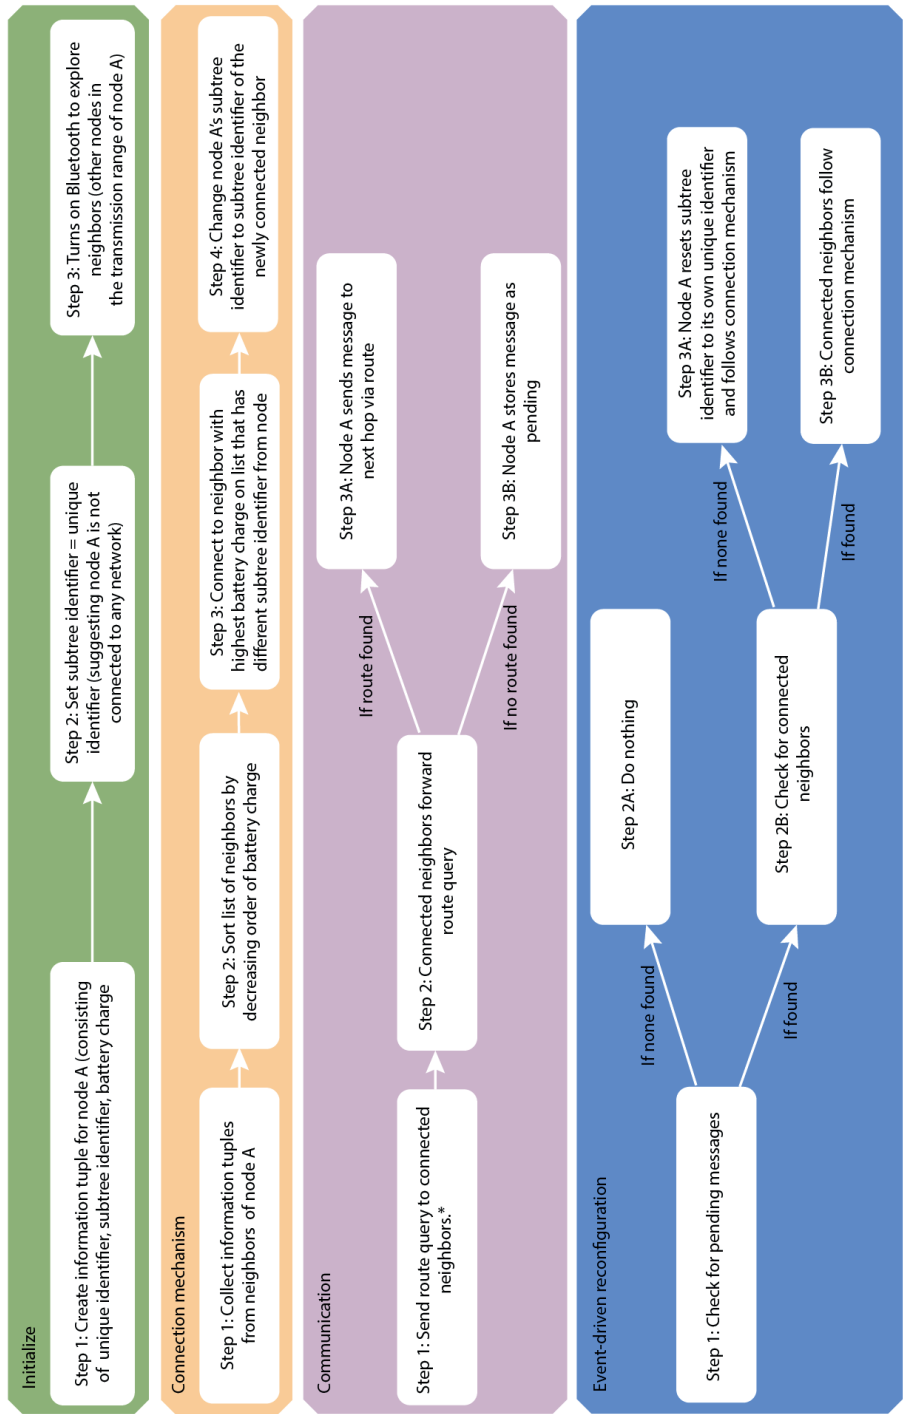 Initialize
Step 1: Create information tuple for node A (consisting
of unique identifier, subtree identifier, battery charge
Step 2: Set subtree identifier = unique
identifier (suggesting node A is not
connected to any network)
Step 3: Turns on Bluetooth to explore
neighbors (other nodes in
the transmission range of node A)
Connection mechanism
Step 1: Collect information tuples
from neighbors of node A
Step 2: Sort list of neighbors by
decreasing order of battery charge
Step 3: Connect to neighbor with
highest battery charge on list that has
different subtree identifier from node
Step 4: Change node A's subtree
identifier to subtree identifier of the
newly connected neighbor
Communication
Step 1: Send route query to connected
neighbors.*
Step 2: Connected neighbors forward
route query
If route found
Step 3A: Node A sends message to
next hop via route
If no route found
Step 3B: Node A stores message as
pending
Event-driven reconfiguration
Step 1: Check for pending messages
If none found
Step 2A: Do nothing
If found
Step 2B: Check for connected
neighbors
If none found
Step 3A: Node A resets subtree
identifier to its own unique identifier
and follows connection mechanism
If found
Step 3B: Connected neighbors follow
connection mechanism